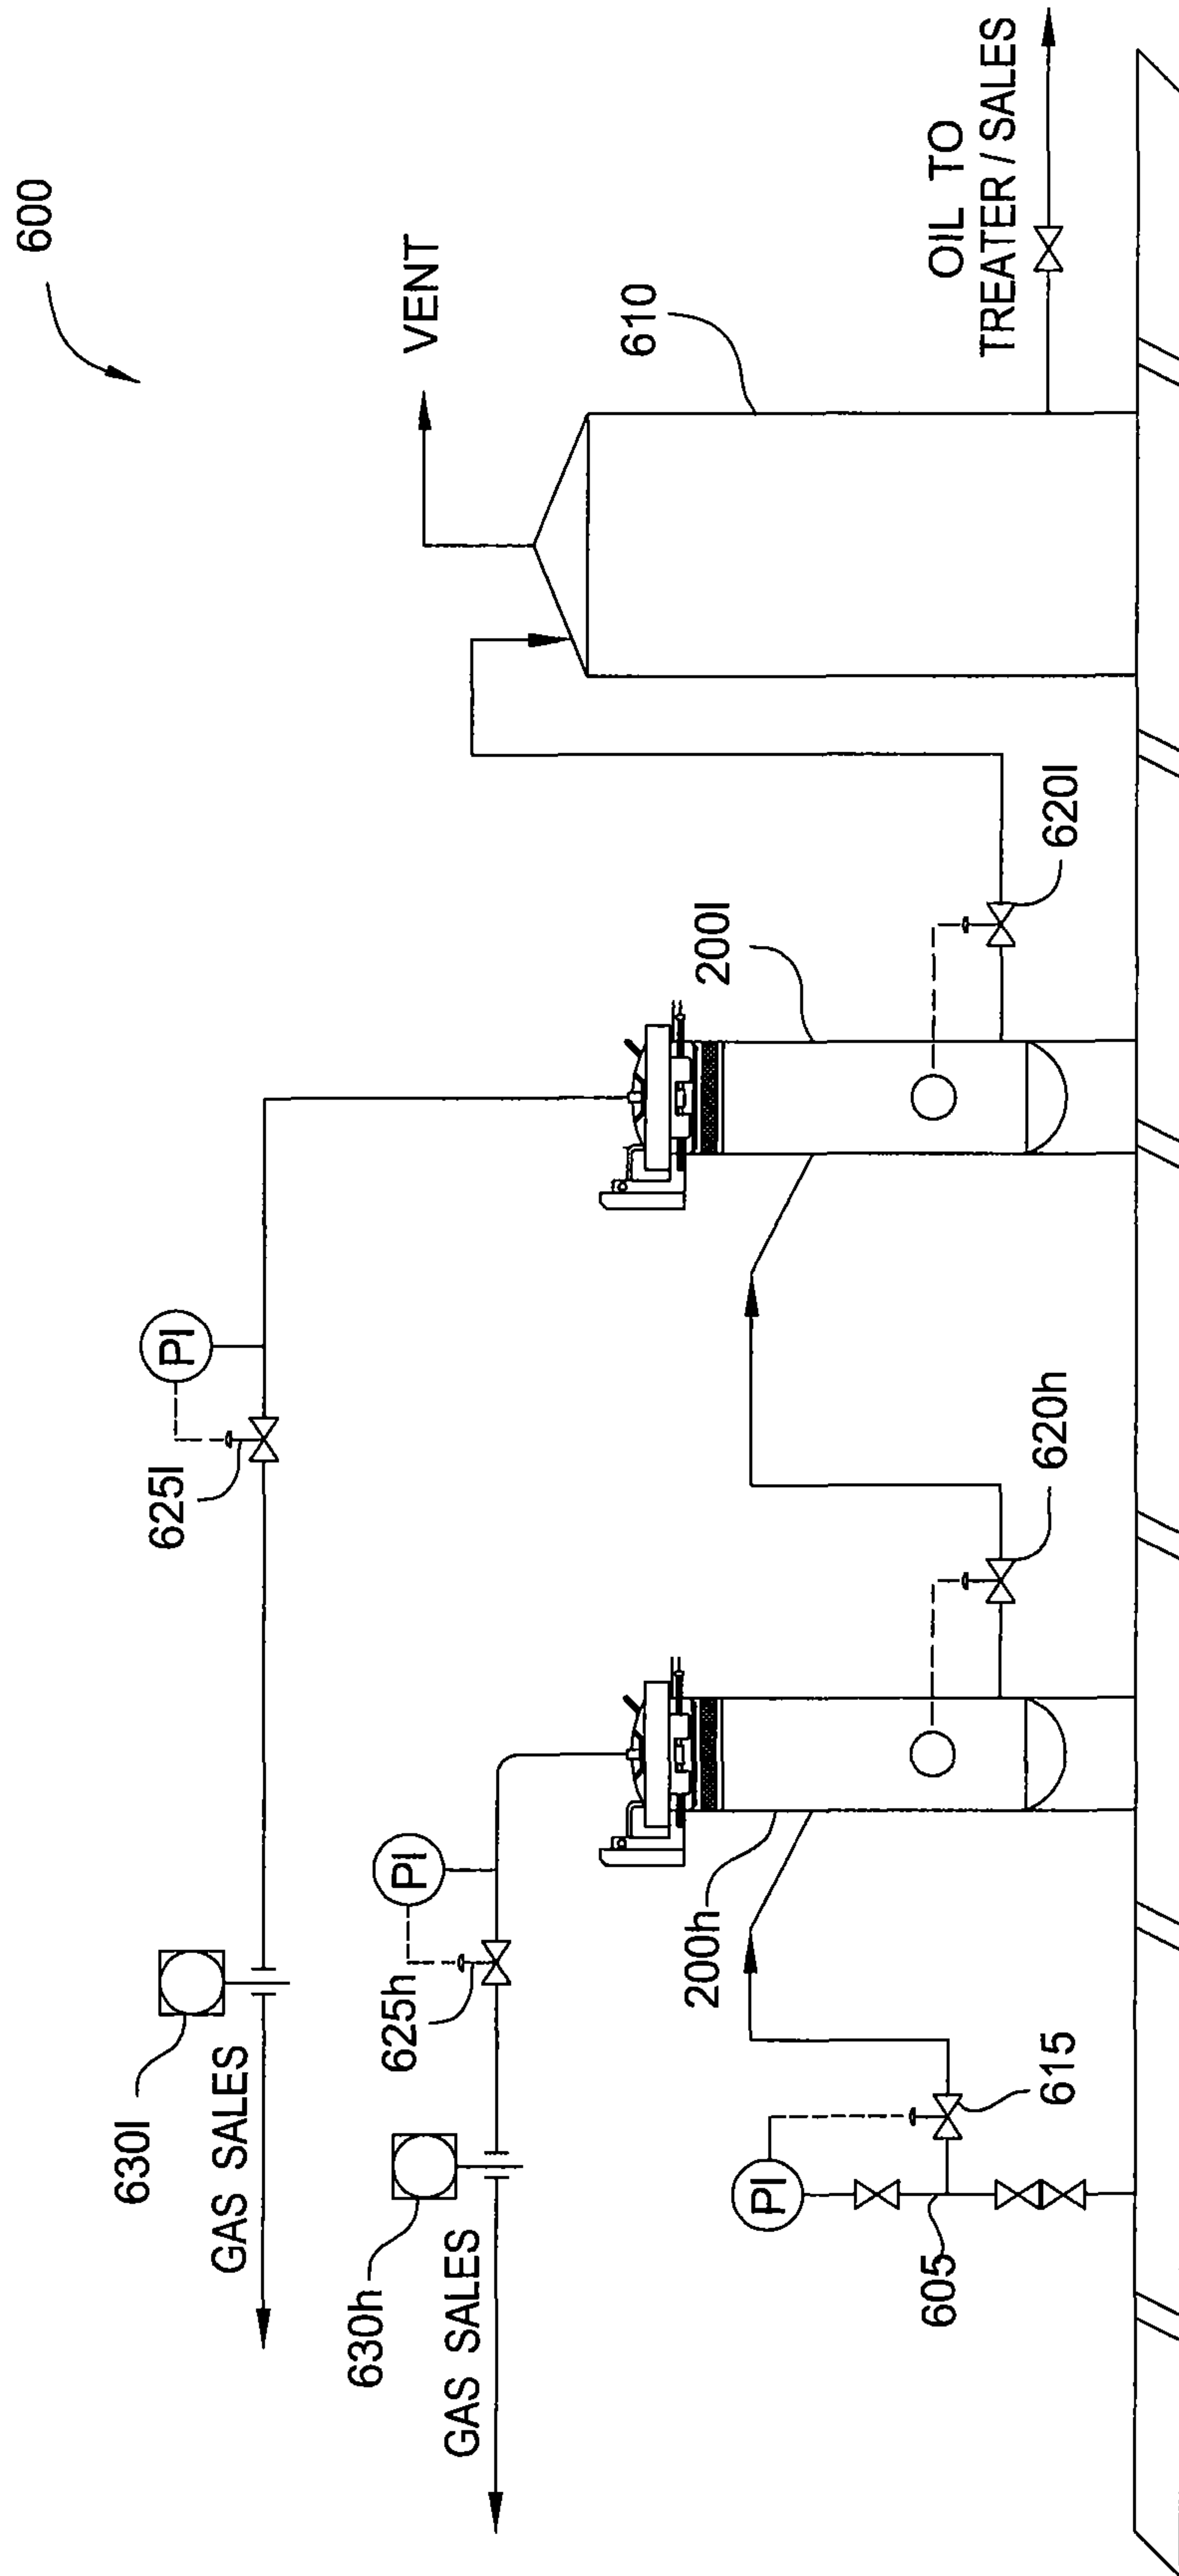 600
VENT
610
OIL TO
TREATER / SALES
620l
200l
PI
625l
630l
GAS SALES
620h
200h
PI
625h
630h
GAS SALES
615
PI
605